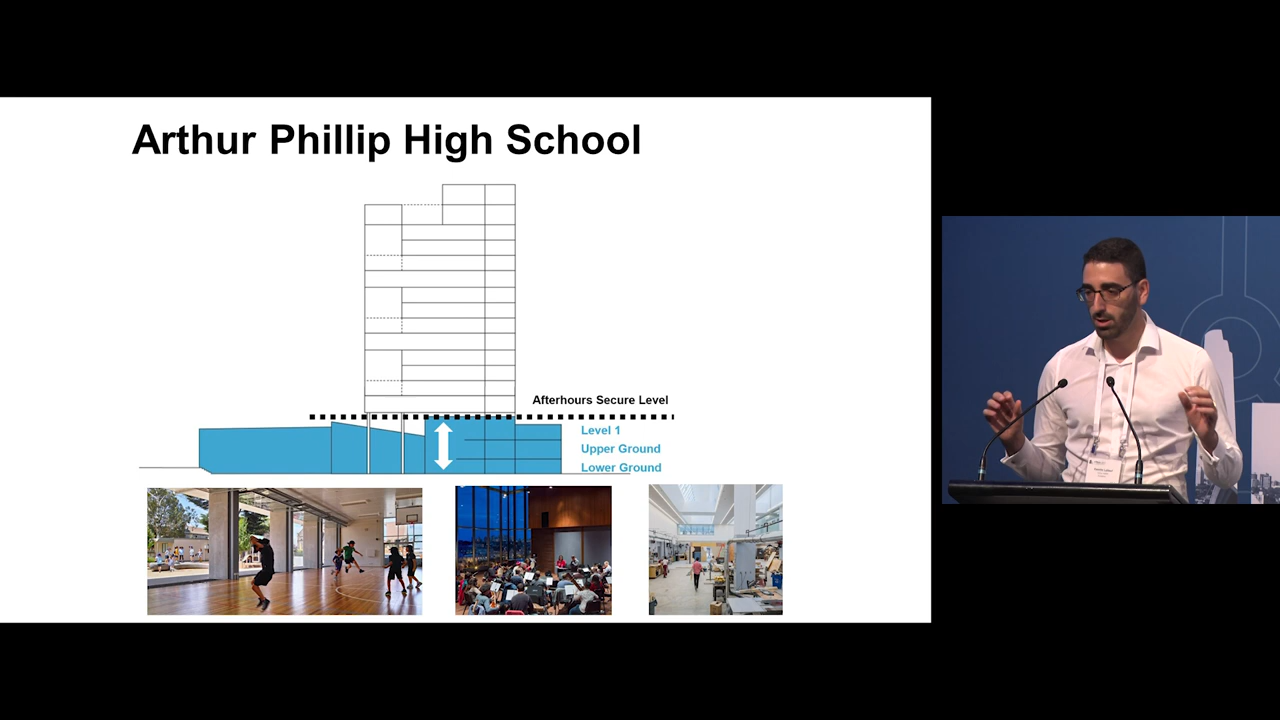 Arthur Phillip High School
Afterhours Secure Level
Level 1
Upper Ground
Lower Ground